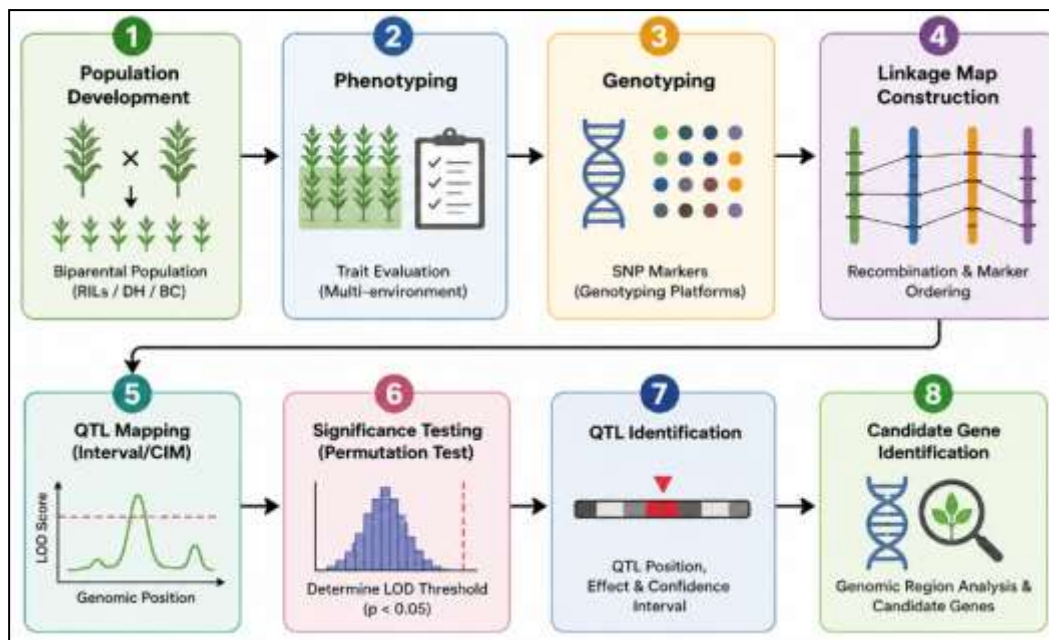 1
Population
Development
×
Biparental Population
(RILs / DH / BC)
2
Phenotyping
Trait Evaluation
(Multi-environment)
3
Genotyping
SNP Markers
(Genotyping Platforms)
4
Linkage Map
Construction
Recombination & Marker
Ordering
5
QTL Mapping
(Interval/CIM)
LOD Score
Genomic Position
6
Significance Testing
(Permutation Test)
Determine LOD Threshold
(p < 0.05)
7
QTL Identification
QTL Position,
Effect & Confidence
Interval
8
Candidate Gene
Identification
Genomic Region Analysis &
Candidate Genes